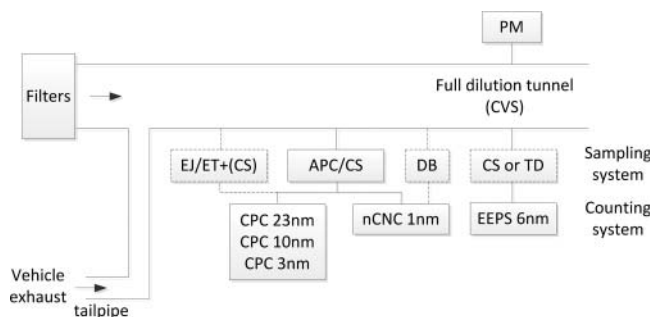 PM
Filters
Full dilution tunnel
(CVS)
EJ/ET+(CS)
APC/CS
DB
CS or TD
Sampling
system
CPC 23nm
CPC 10nm
CPC 3nm
nCNC 1nm
EEPS 6nm
Counting
system
Vehicle
exhaust
tailpipe